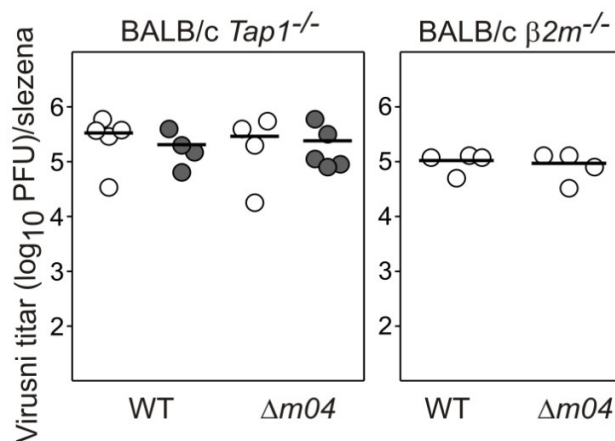 BALB/c Tap1-/-
BALB/c β2m-/-
Virusni titar (log10 PFU)/slezena
6
5
4
3
2
6
5
4
3
2
WT
Δm04
WT
Δm04